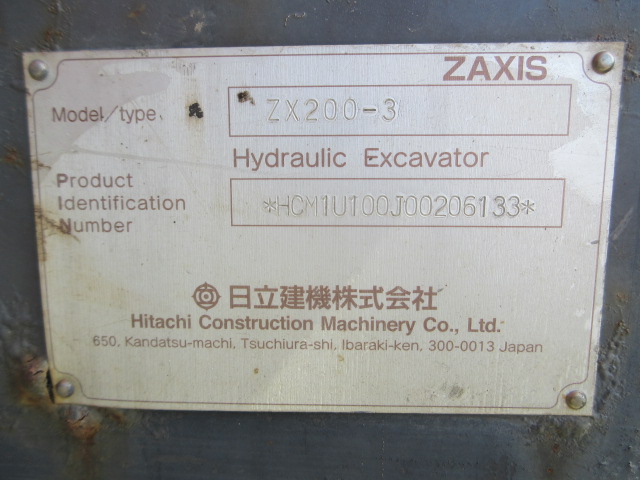 ZAXIS
Model/type. ZX200-3
Hydraulic Excavator
Product
Identification
Number
*HCM1U100J00206133*
日立建機株式会社
Hitachi Construction Machinery Co., Ltd.
650, Kandatsu-machi, Tsuchiura-shi, Ibaraki-ken, 300-0013 Japan